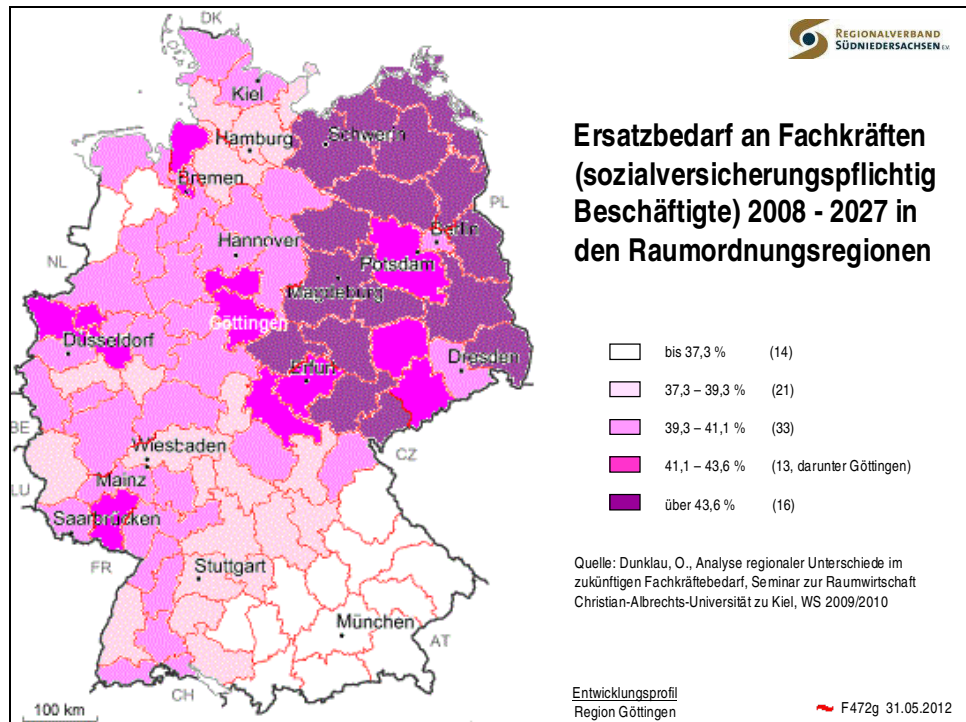 REGIONALVERBAND
SÜDNIEDERSACHSEN E.V.
Ersatzbedarf an Fachkräften
(sozialversicherungspflichtig
Beschäftigte) 2008 - 2027 in
den Raumordnungsregionen
bis 37,3 % (14)
37,3 – 39,3 % (21)
39,3 – 41,1 % (33)
41,1 – 43,6 % (13, darunter Göttingen)
über 43,6 % (16)
Quelle: Dunklau, O., Analyse regionaler Unterschiede im
zukünftigen Fachkräftebedarf, Seminar zur Raumwirtschaft
Christian-Albrechts-Universität zu Kiel, WS 2009/2010
Entwicklungsprofil
Region Göttingen
F472g 31.05.2012
DK
Kiel
Hamburg
Schwerin
Bremen
PL
Berlin
Hannover
Potsdam
NL
Magdeburg
Göttingen
Düsseldorf
Dresden
Erfurt
BE
Wiesbaden
CZ
LU
Mainz
Saarbrücken
FR
Stuttgart
München
AT
CH
100 km